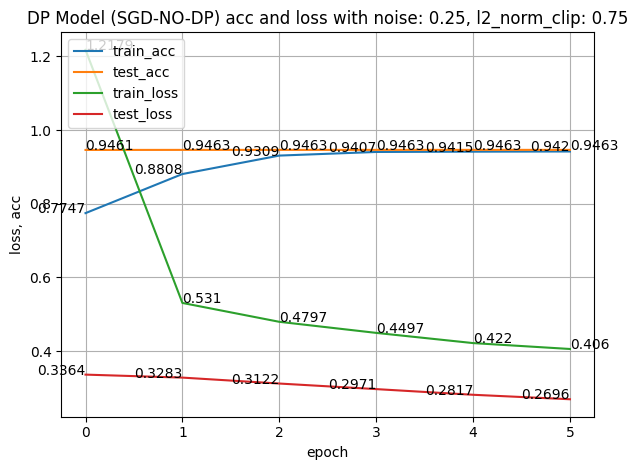 DP Model (SGD-NO-DP) acc and loss with noise: 0.25, l2_norm_clip: 0.75
1.2179
train_acc
test_acc
train_loss
test_loss
0.9461 0.9463 0.9463 0.9463 0.9463 0.9463
0.7747 0.8808 0.9309 0.9407 0.9415 0.942
0.531 0.4797 0.4497 0.422 0.406
0.3364 0.3283 0.3122 0.2971 0.2817 0.2696
1.2
1.0
0.8
0.6
0.4
loss, acc
0 1 2 3 4 5
epoch